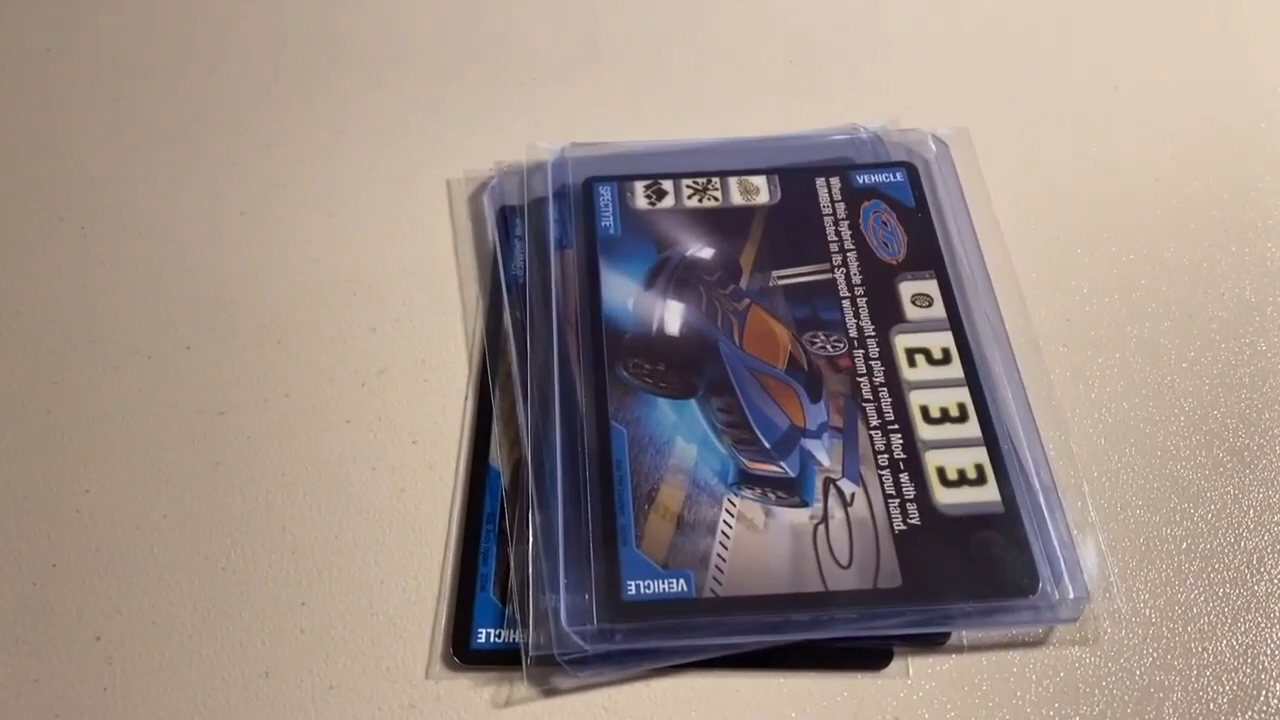 VEHICLE
SPECTYTE™
When this hybrid Vehicle is brought into play, return 1 Mod – with any
NUMBER listed in its Speed window – from your junk pile to your hand.
2 3 3
VEHICLE
VEHICLE